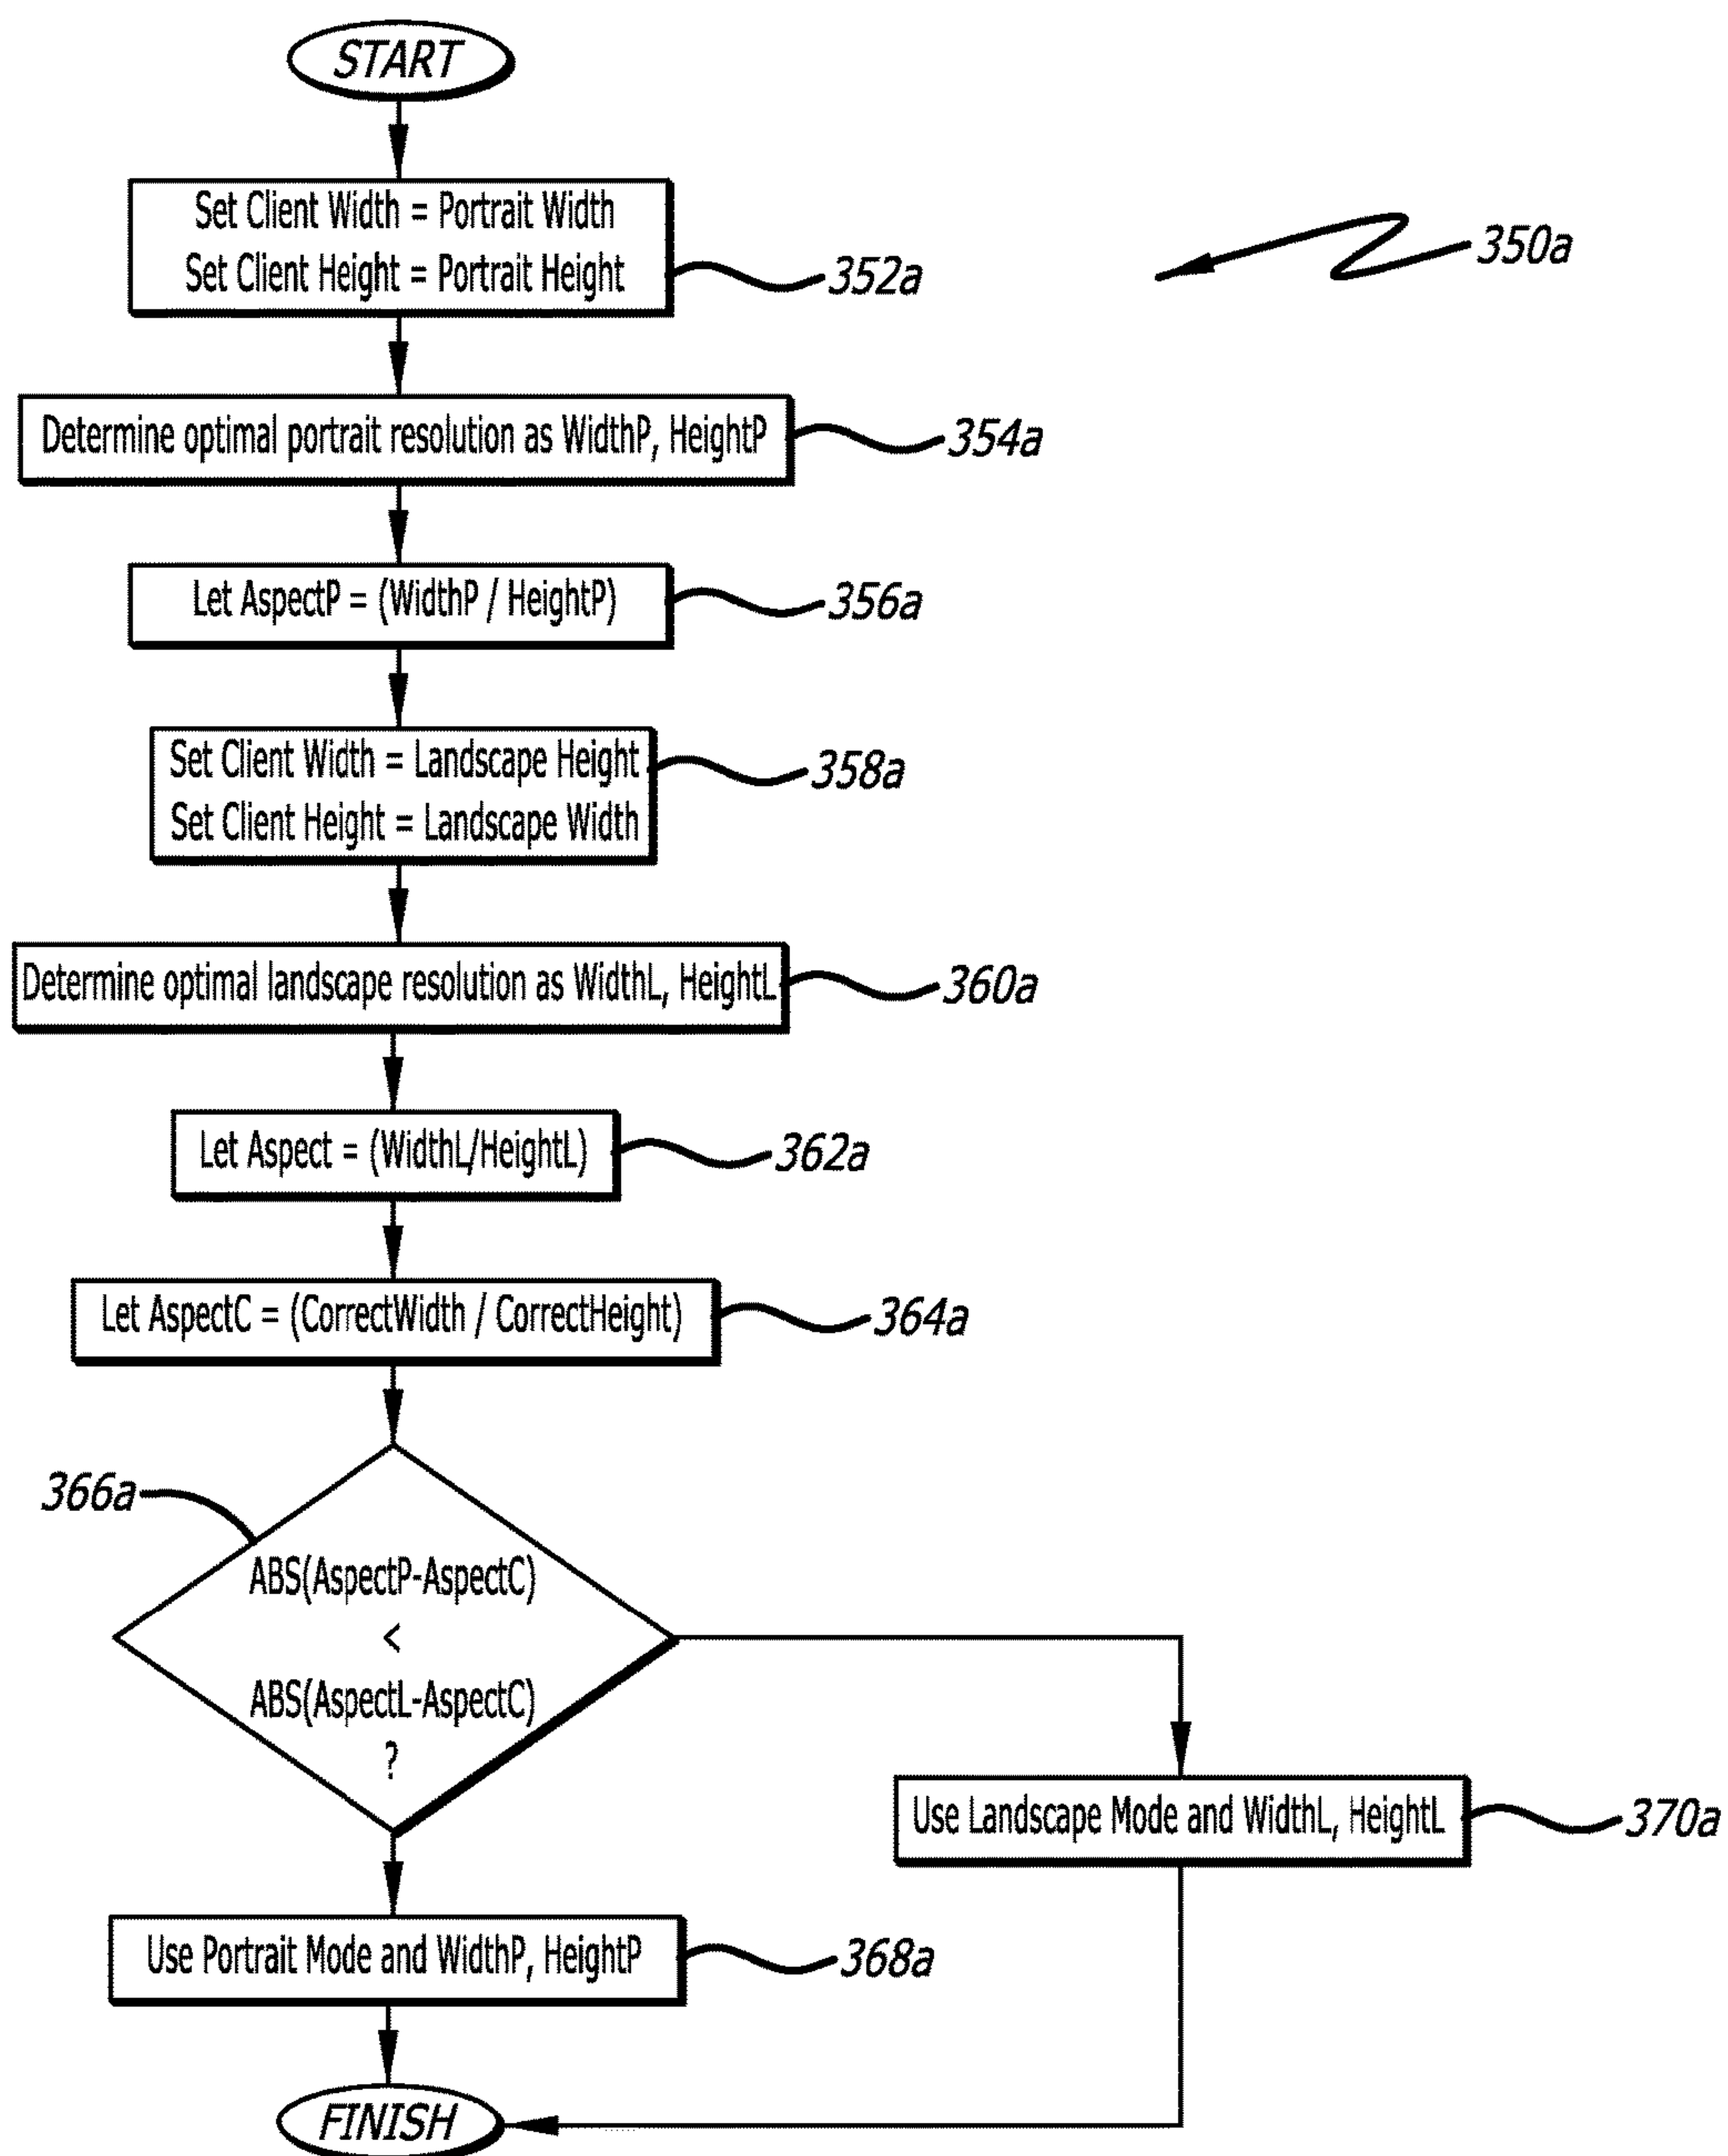 START
Set Client Width = Portrait Width
Set Client Height = Portrait Height
352a
350a
Determine optimal portrait resolution as WidthP, HeightP
354a
Let AspectP = (WidthP / HeightP)
356a
Set Client Width = Landscape Height
Set Client Height = Landscape Width
358a
Determine optimal landscape resolution as WidthL, HeightL
360a
Let Aspect = (WidthL/HeightL)
362a
Let AspectC = (CorrectWidth / CorrectHeight)
364a
366a
ABS(AspectP-AspectC)
<
ABS(AspectL-AspectC)
?
Use Landscape Mode and WidthL, HeightL
370a
Use Portrait Mode and WidthP, HeightP
368a
FINISH